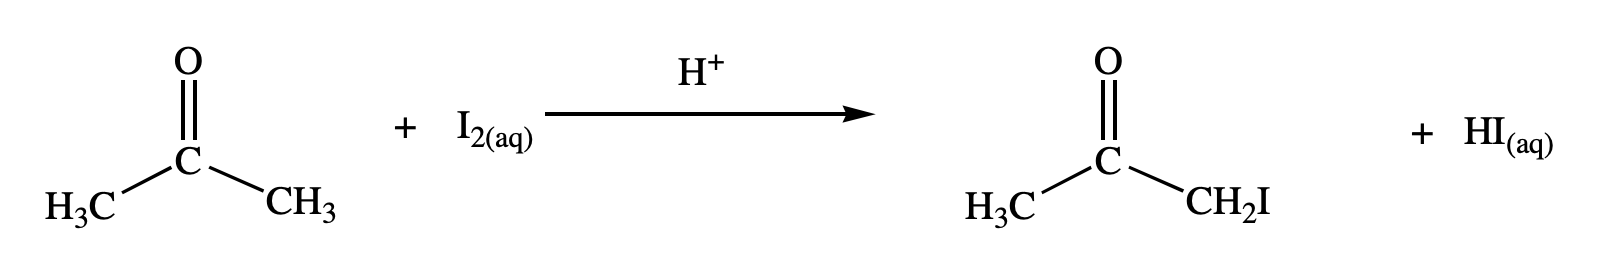 O H⁺ O
C + I₂₍aq₎ C + HI₍aq₎
H₃C CH₃ H₃C CH₂I